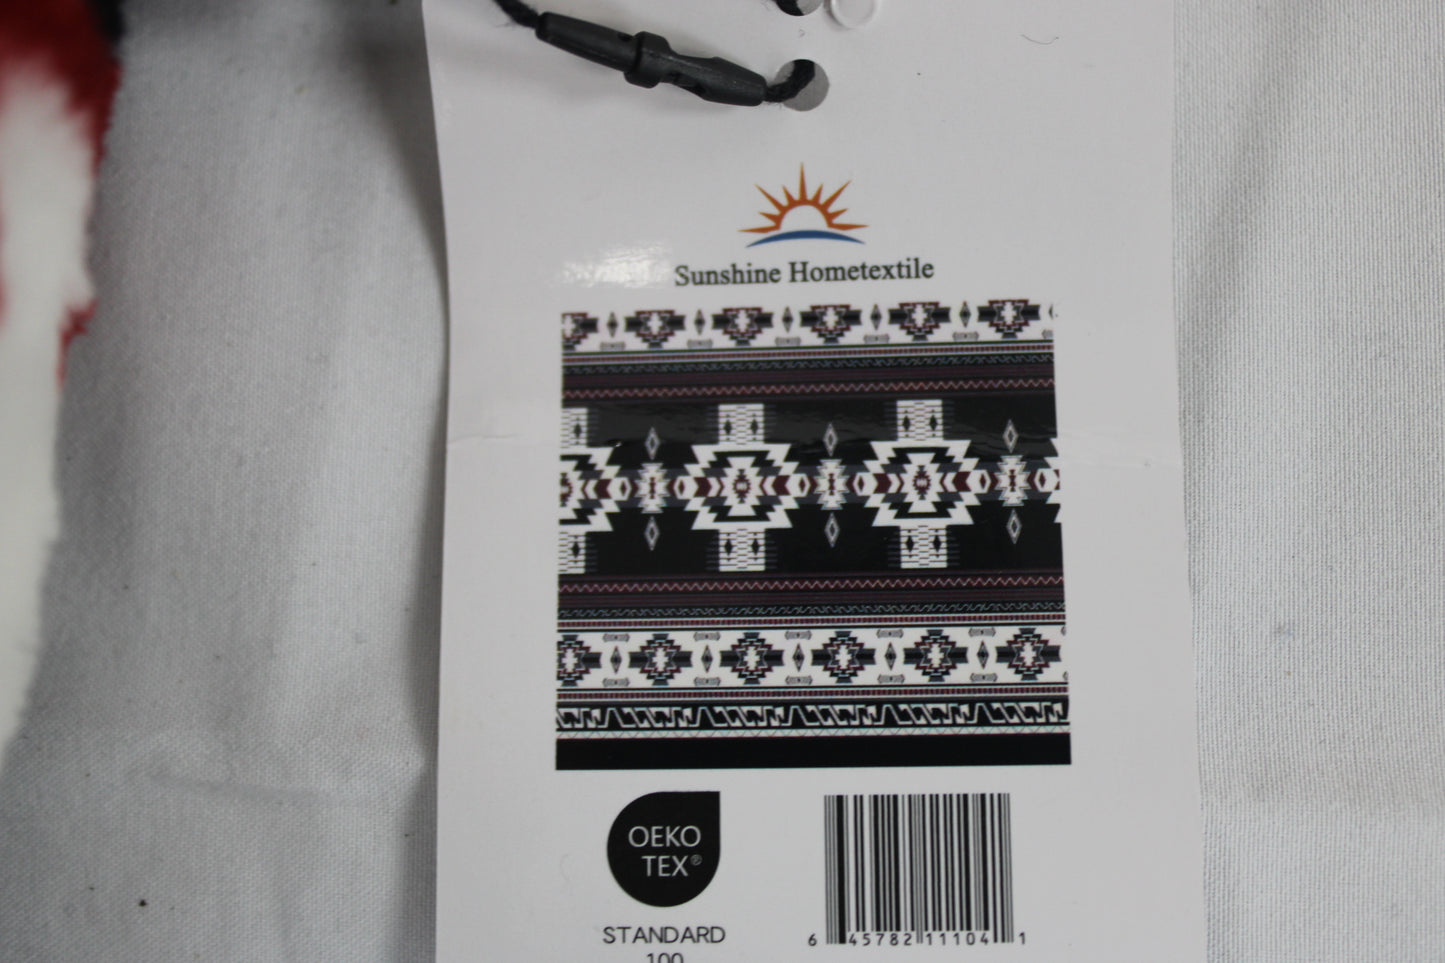 Sunshine Hometextile
OEKO
TEX®
STANDARD
100
6 45782 11104 1